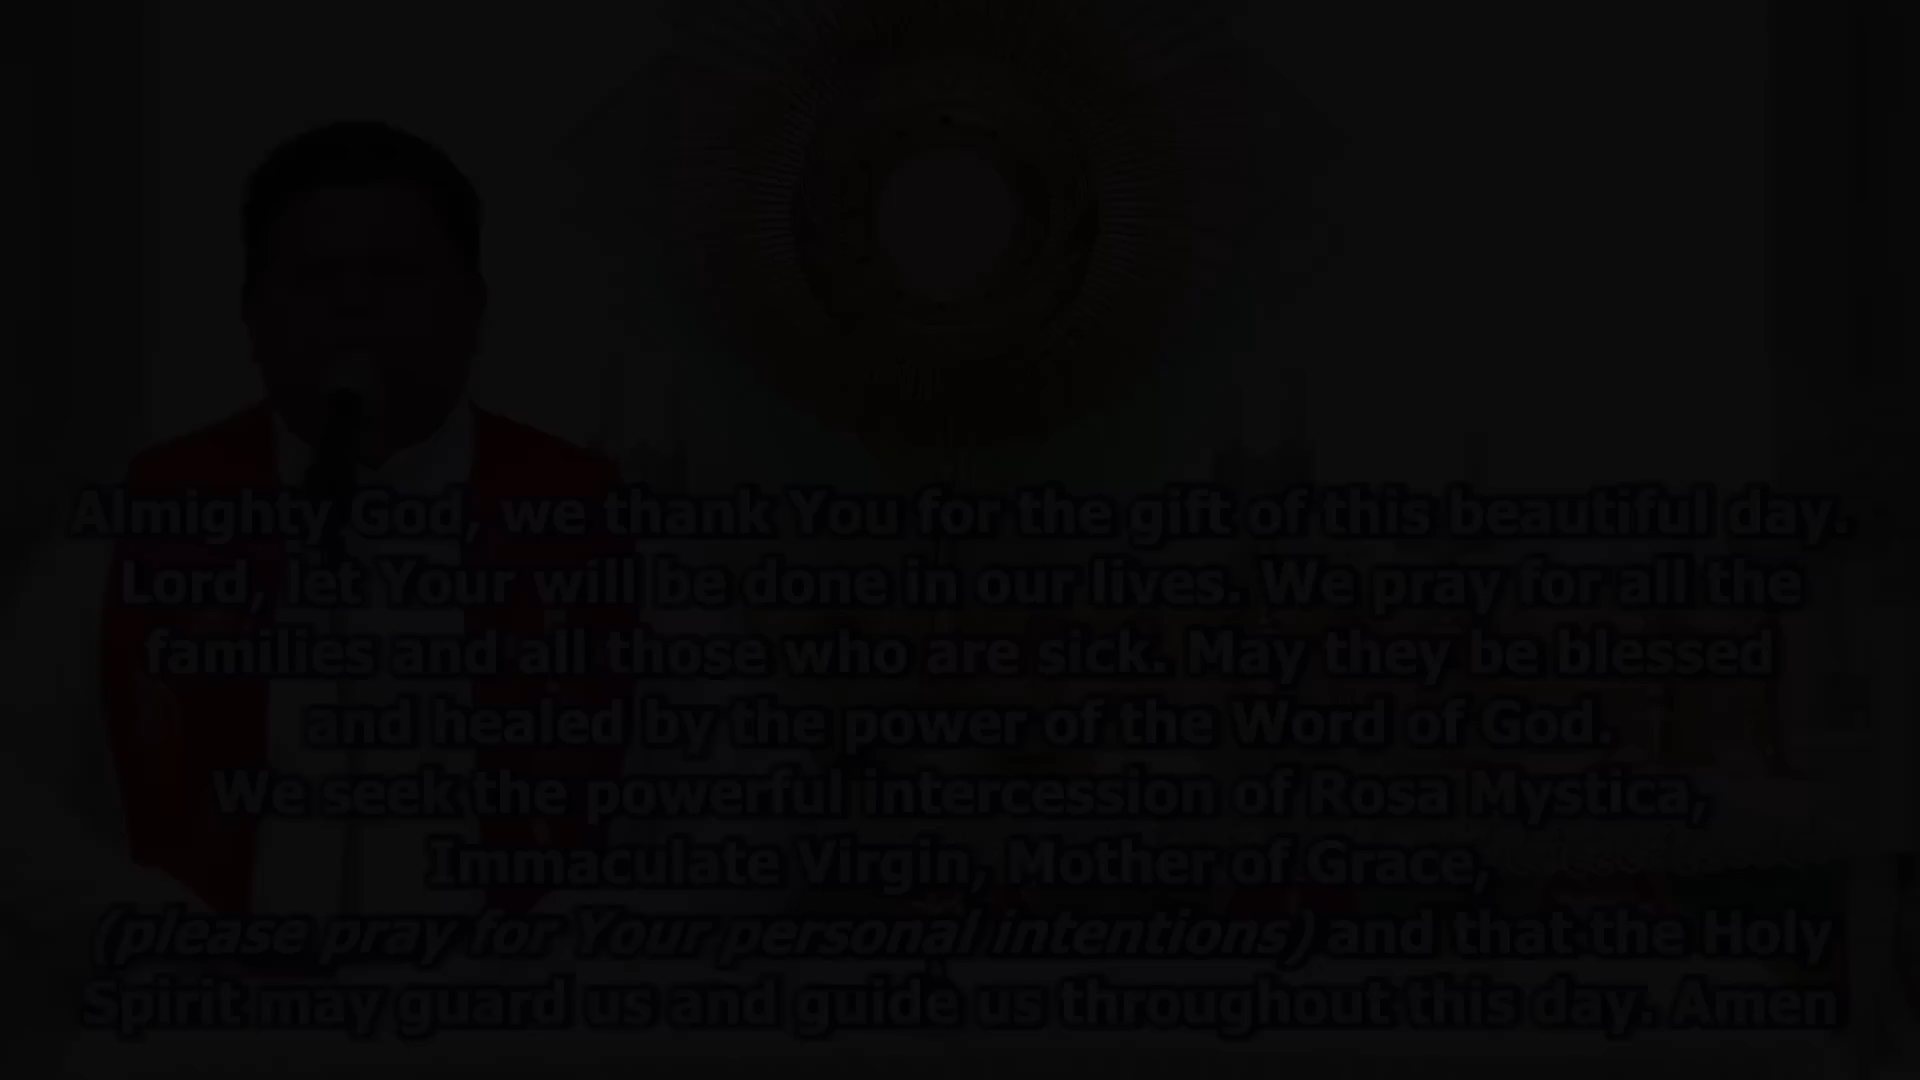 Almighty God, we thank You for the gift of this beautiful day.
Lord, let Your will be done in our lives. We pray for all the
families and all those who are sick. May they be blessed
and healed by the power of the Word of God.
We seek the powerful intercession of Rosa Mystica,
Immaculate Virgin, Mother of Grace,
(please pray for Your personal intentions) and that the Holy
Spirit may guard us and guide us throughout this day. Amen